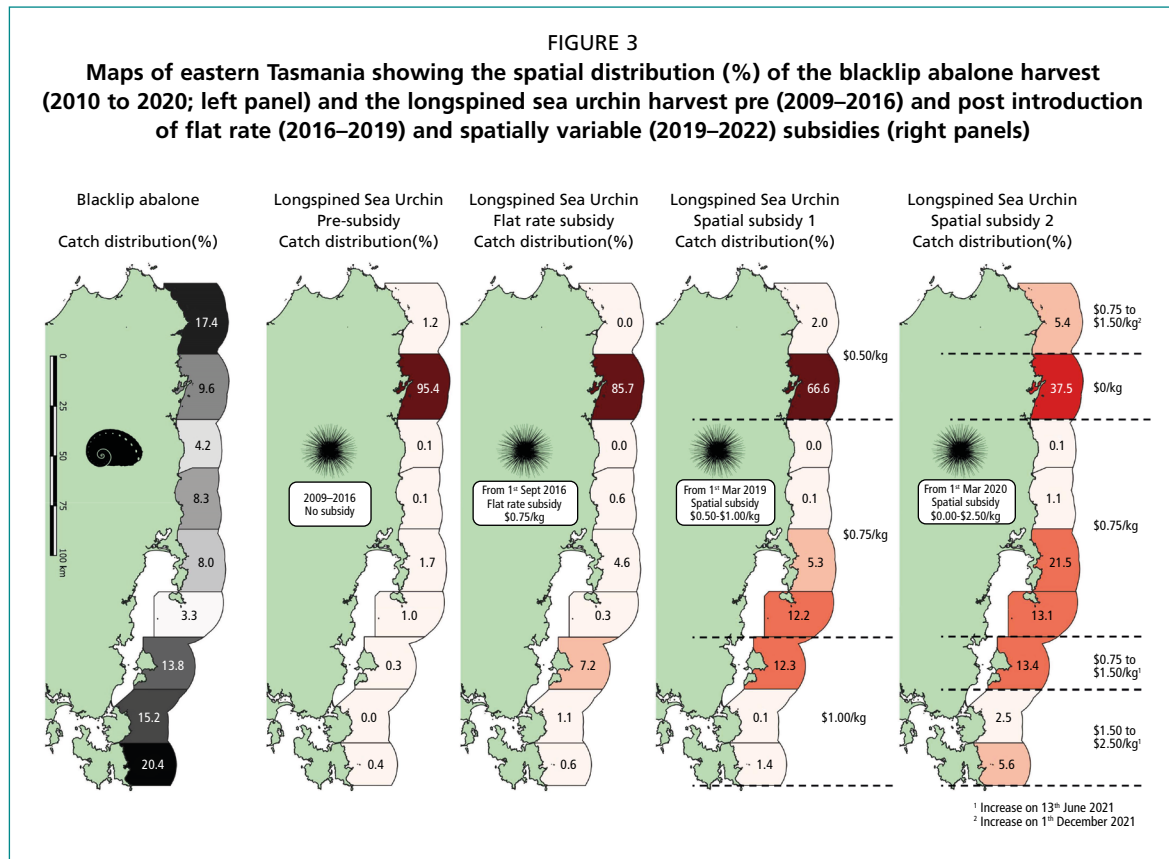 FIGURE 3
Maps of eastern Tasmania showing the spatial distribution (%) of the blacklip abalone harvest
(2010 to 2020; left panel) and the longspined sea urchin harvest pre (2009–2016) and post introduction
of flat rate (2016–2019) and spatially variable (2019–2022) subsidies (right panels)
Blacklip abalone
Catch distribution(%)
17.4
9.6
4.2
8.3
8.0
3.3
13.8
15.2
20.4
0
25
50
75
100 km
Longspined Sea Urchin
Pre-subsidy
Catch distribution(%)
1.2
95.4
0.1
0.1
1.7
1.0
0.3
0.0
0.4
2009–2016
No subsidy
Longspined Sea Urchin
Flat rate subsidy
Catch distribution(%)
0.0
85.7
0.0
0.6
4.6
0.3
7.2
1.1
0.6
From 1st Sept 2016
Flat rate subsidy
$0.75/kg
Longspined Sea Urchin
Spatial subsidy 1
Catch distribution(%)
2.0
66.6
0.0
0.1
5.3
12.2
12.3
0.1
1.4
From 1st Mar 2019
Spatial subsidy
$0.50-$1.00/kg
$0.50/kg
$0.75/kg
$1.00/kg
Longspined Sea Urchin
Spatial subsidy 2
Catch distribution(%)
5.4
37.5
0.1
1.1
21.5
13.1
13.4
2.5
5.6
From 1st Mar 2020
Spatial subsidy
$0.00-$2.50/kg
$0.75 to
$1.50/kg²
$0/kg
$0.75/kg
$0.75 to
$1.50/kg¹
$1.50 to
$2.50/kg¹
¹ Increase on 13th June 2021
² Increase on 1th December 2021